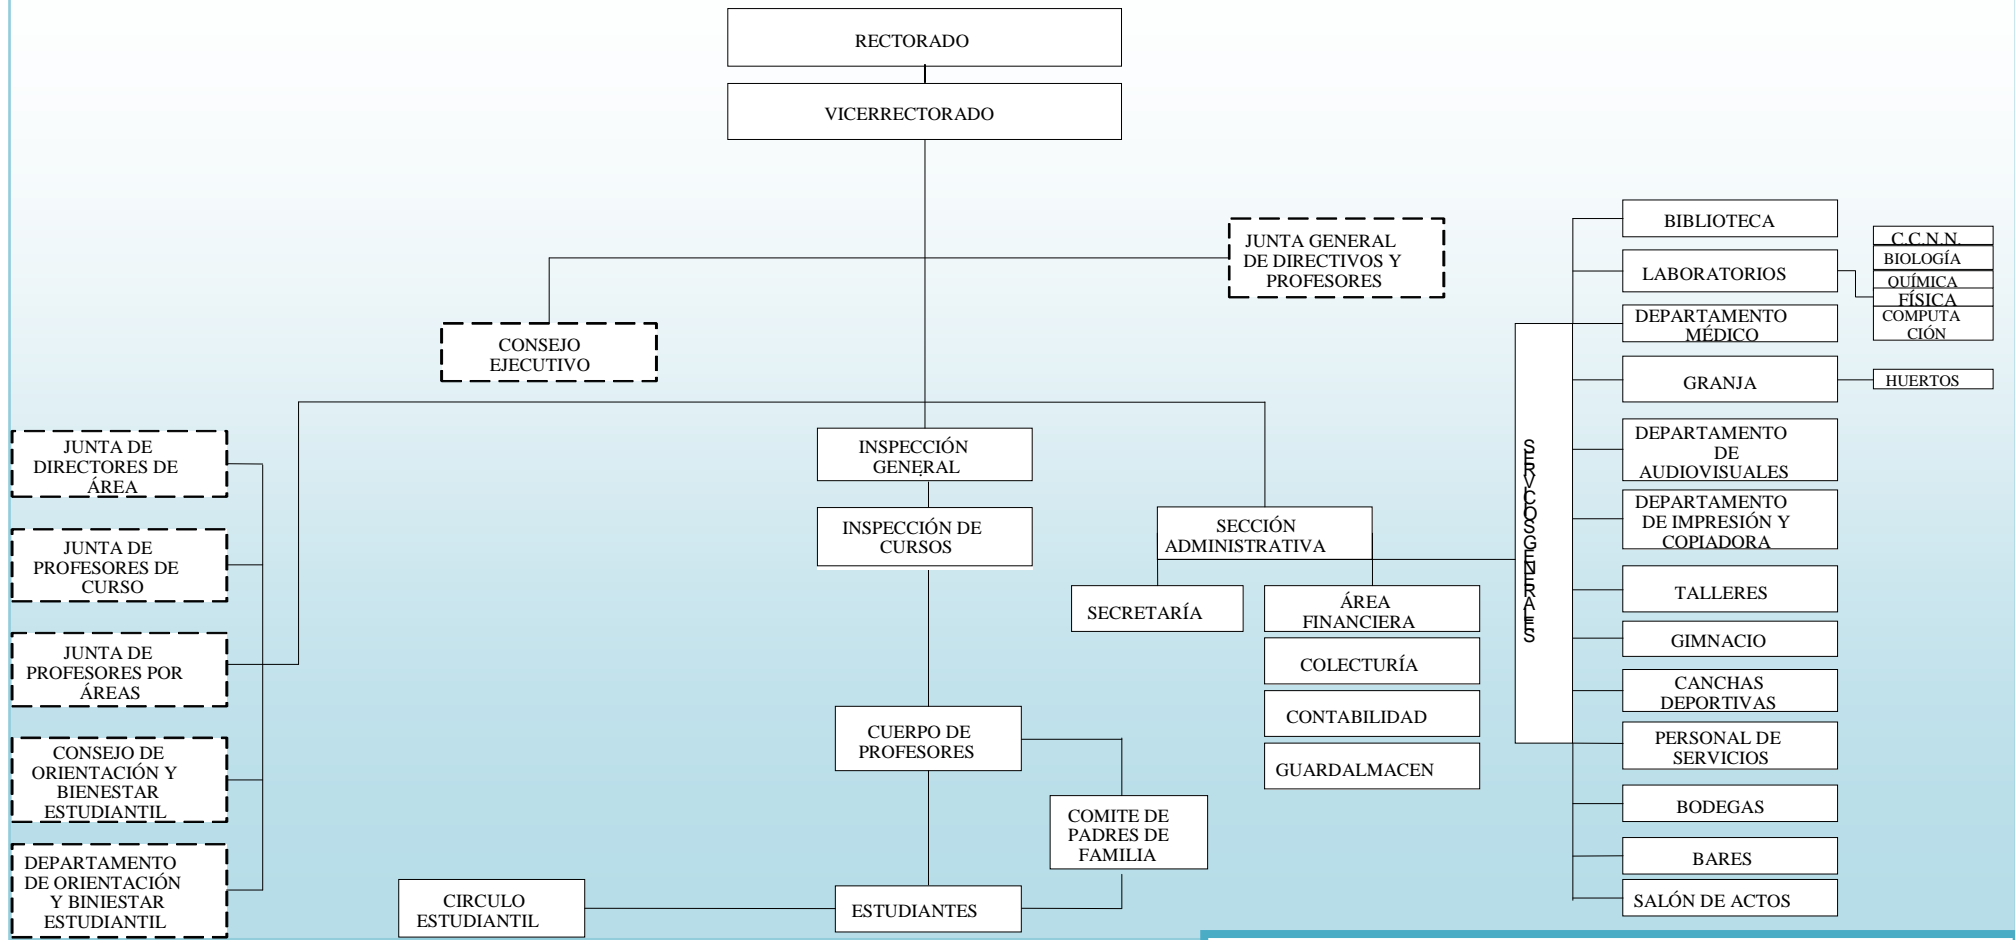 RECTORADO
VICERRECTORADO
JUNTA GENERAL
DE DIRECTIVOS Y
PROFESORES
CONSEJO
EJECUTIVO
JUNTA DE
DIRECTORES DE
ÁREA
JUNTA DE
PROFESORES DE
CURSO
JUNTA DE
PROFESORES POR
ÁREAS
CONSEJO DE
ORIENTACIÓN Y
BIENESTAR
ESTUDIANTIL
DEPARTAMENTO
DE ORIENTACIÓN
Y BINIESTAR
ESTUDIANTIL
INSPECCIÓN
GENERAL
INSPECCIÓN DE
CURSOS
CUERPO DE
PROFESORES
COMITE DE
PADRES DE
FAMILIA
ESTUDIANTES
CIRCULO
ESTUDIANTIL
SECCIÓN
ADMINISTRATIVA
SECRETARÍA
ÁREA
FINANCIERA
COLECTURÍA
CONTABILIDAD
GUARDALMACEN
SERVICIOS GENERALES
BIBLIOTECA
LABORATORIOS
C.C.N.N.
BIOLOGÍA
QUÍMICA
FÍSICA
COMPUTA
CIÓN
DEPARTAMENTO
MÉDICO
GRANJA
HUERTOS
DEPARTAMENTO
DE
AUDIOVISUALES
DEPARTAMENTO
DE IMPRESIÓN Y
COPIADORA
TALLERES
GIMNACIO
CANCHAS
DEPORTIVAS
PERSONAL DE
SERVICIOS
BODEGAS
BARES
SALÓN DE ACTOS